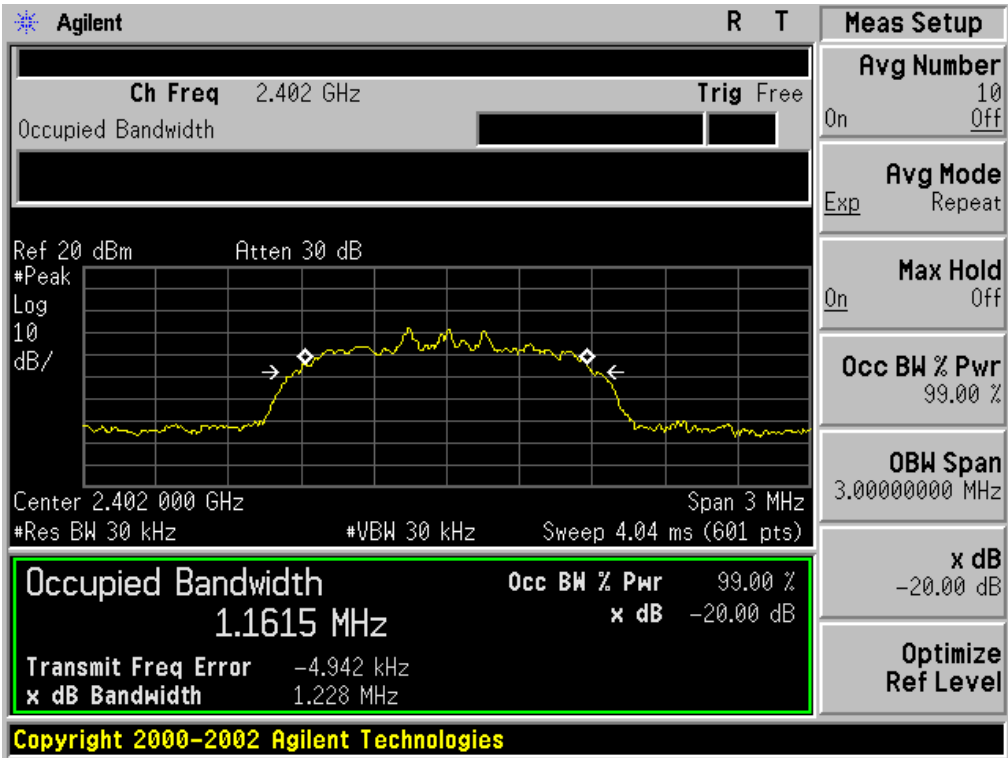 Agilent R T
Meas Setup
Ch Freq 2.402 GHz Trig Free
Occupied Bandwidth
Avg Number
10
On Off
Avg Mode
Exp Repeat
Max Hold
On Off
Occ BW % Pwr
99.00 %
OBW Span
3.00000000 MHz
x dB
-20.00 dB
Optimize
Ref Level
Ref 20 dBm Atten 30 dB
#Peak
Log
10
dB/
Center 2.402 000 GHz Span 3 MHz
#Res BW 30 kHz #VBW 30 kHz Sweep 4.04 ms (601 pts)
Occupied Bandwidth Occ BW % Pwr 99.00 %
1.1615 MHz x dB -20.00 dB
Transmit Freq Error -4.942 kHz
x dB Bandwidth 1.228 MHz
Copyright 2000-2002 Agilent Technologies